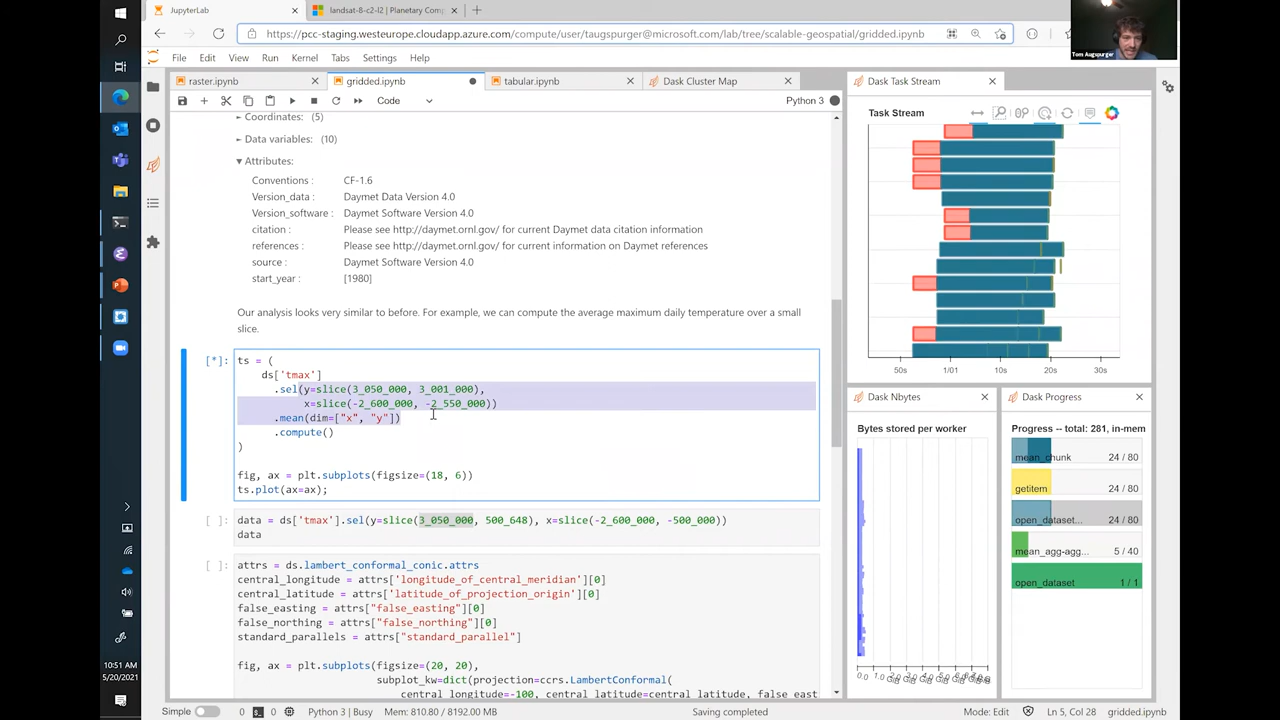 JupyterLab
landsat-8-c2-l2 | Planetary Comp
https://pcc-staging.westeurope.cloudapp.azure.com/compute/user/taugspurger@microsoft.com/lab/tree/scalable-geospatial/gridded.ipynb
Tom Augspurger
File Edit View Run Kernel Tabs Settings Help
raster.ipynb
gridded.ipynb
tabular.ipynb
Dask Cluster Map
Dask Task Stream
Code
Python 3
Coordinates: (5)
Data variables: (10)
Attributes:
Conventions : CF-1.6
Version_data : Daymet Data Version 4.0
Version_software : Daymet Software Version 4.0
citation : Please see http://daymet.ornl.gov/ for current Daymet data citation information
references : Please see http://daymet.ornl.gov/ for current information on Daymet references
source : Daymet Software Version 4.0
start_year : [1980]
Our analysis looks very similar to before. For example, we can compute the average maximum daily temperature over a small
slice.
[*]:
ts = (
ds['tmax']
.sel(y=slice(3_050_000, 3_001_000),
x=slice(-2_600_000, -2_550_000))
.mean(dim=["x", "y"])
.compute()
)
fig, ax = plt.subplots(figsize=(18, 6))
ts.plot(ax=ax);
[ ]:
data = ds['tmax'].sel(y=slice(3_050_000, 500_648), x=slice(-2_600_000, -500_000))
data
[ ]:
attrs = ds.lambert_conformal_conic.attrs
central_longitude = attrs['longitude_of_central_meridian'][0]
central_latitude = attrs['latitude_of_projection_origin'][0]
false_easting = attrs["false_easting"][0]
false_northing = attrs["false_northing"][0]
standard_parallels = attrs["standard_parallel"]
fig, ax = plt.subplots(figsize=(20, 20),
subplot_kw=dict(projection=ccrs.LambertConformal(
central_longitude=-100, central_latitude=central_latitude, false_east
Task Stream
50s 1/01 10s 20s 30s
Dask Nbytes
Bytes stored per worker
Dask Progress
Progress -- total: 281, in-mem
mean_chunk 24 / 80
getitem 24 / 80
open_dataset... 24 / 80
mean_agg-agg... 5 / 40
open_dataset 1 / 1
10:51 AM
5/20/2021
Simple
0
0
Python 3 | Busy
Mem: 810.80 / 8192.00 MB
Saving completed
Mode: Edit
Ln 5, Col 28
gridded.ipynb